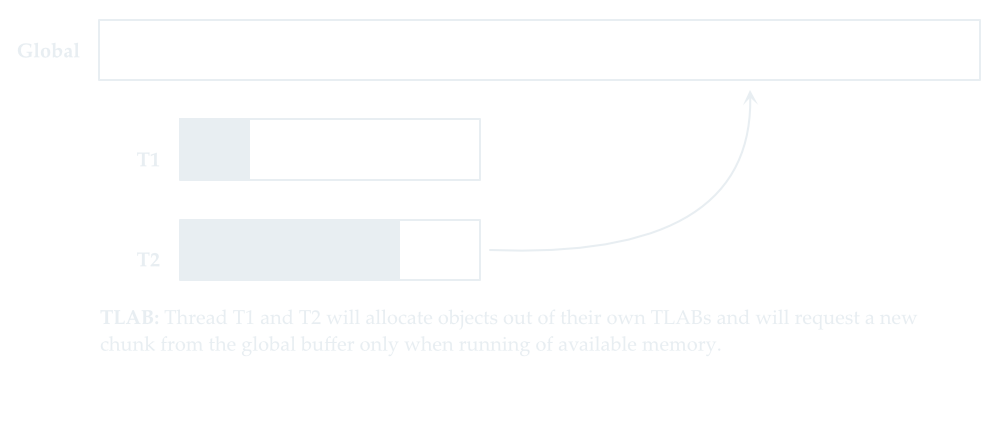 Global
T1
T2
TLAB: Thread T1 and T2 will allocate objects out of their own TLABs and will request a new
chunk from the global buffer only when running of available memory.